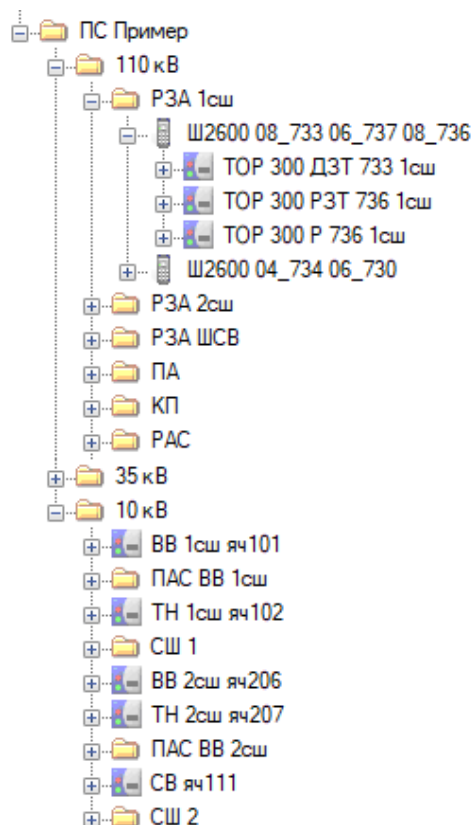 ПС Пример
110 кВ
РЗА 1сш
Ш2600 08_733 06_737 08_736
ТОР 300 ДЗТ 733 1сш
ТОР 300 РЗТ 736 1сш
ТОР 300 Р 736 1сш
Ш2600 04_734 06_730
РЗА 2сш
РЗА ШСВ
ПА
КП
РАС
35 кВ
10 кВ
ВВ 1сш яч101
ПАС ВВ 1сш
ТН 1сш яч102
СШ 1
ВВ 2сш яч206
ТН 2сш яч207
ПАС ВВ 2сш
СВ яч111
СШ 2